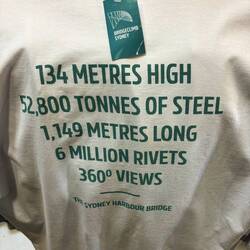 BRIDGECLIMB
SYDNEY
134 METRES HIGH
52,800 TONNES OF STEEL
1,149 METRES LONG
6 MILLION RIVETS
360º VIEWS
THE SYDNEY HARBOUR BRIDGE